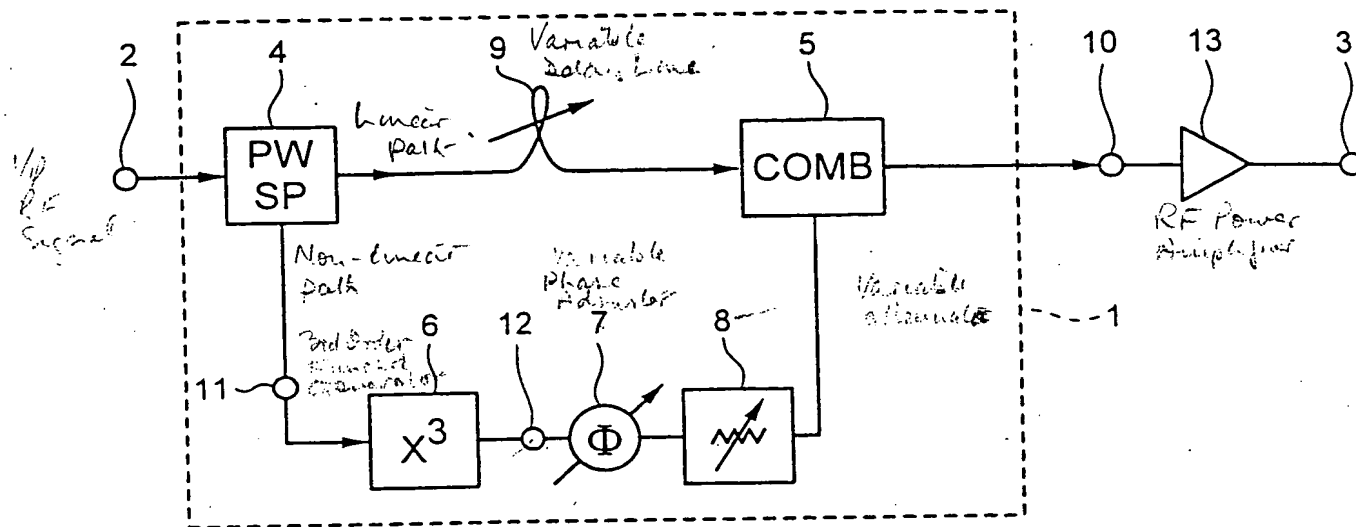 2
4
9
Variable
Delay Line
5
10
13
3
Linear
path
I/P
RF
Signal
PW
SP
COMB
RF Power
Amplifier
Non-linear
path
Variable
Phase
Adjuster
Variable
1
3rd Order
6
12
7
8
11
X³
Φ